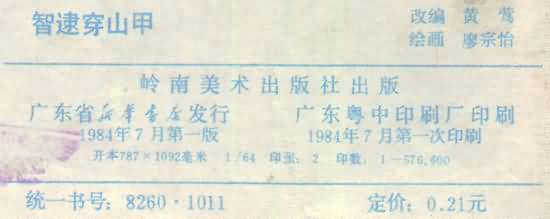 智逮穿山甲
改编 黄莺
绘画 廖宗怡
岭南美术出版社出版
广东省新华书店发行 广东粤中印刷厂印刷
1984年7月第一版 1984年7月第一次印刷
开本787×1092毫米 1/64 印张：2 印数：1—576,600
统一书号：8260·1011 定价：0.21元